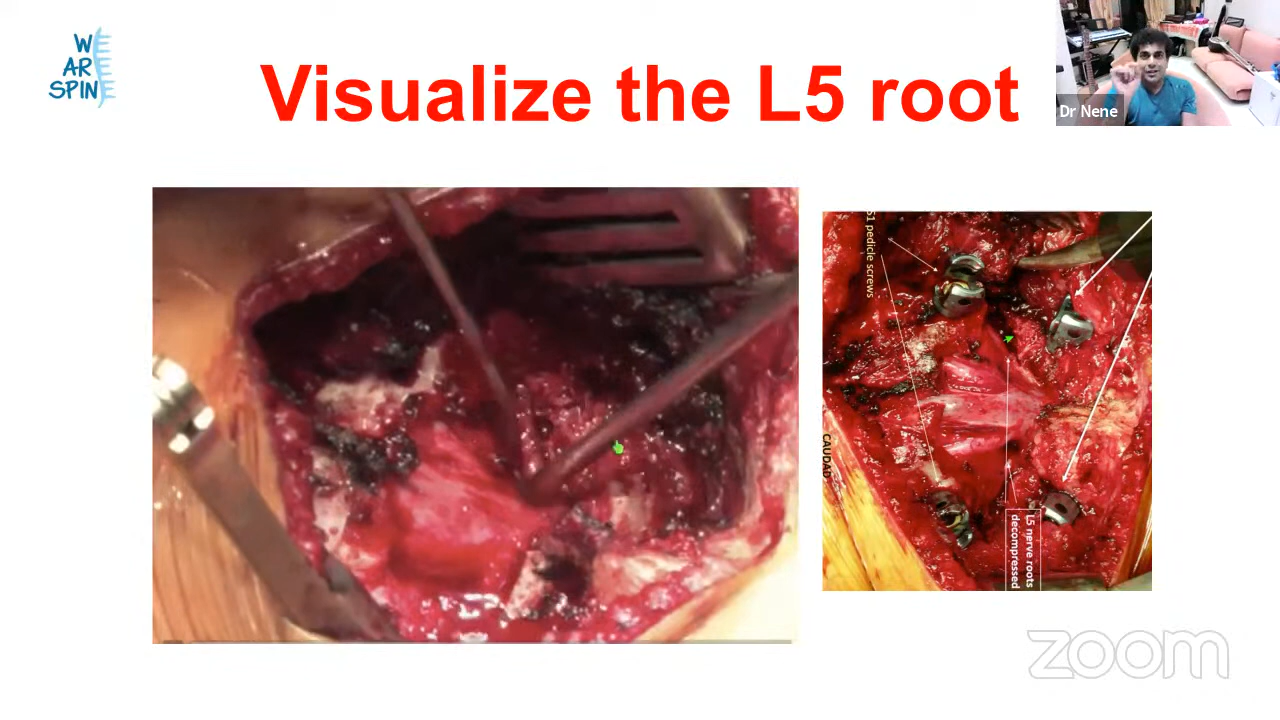 WE
ARE
SPINE
Visualize the L5 root
Dr Nene
S1 pedicle screws
CAUDAD
L5 nerve roots
decompressed
zoom